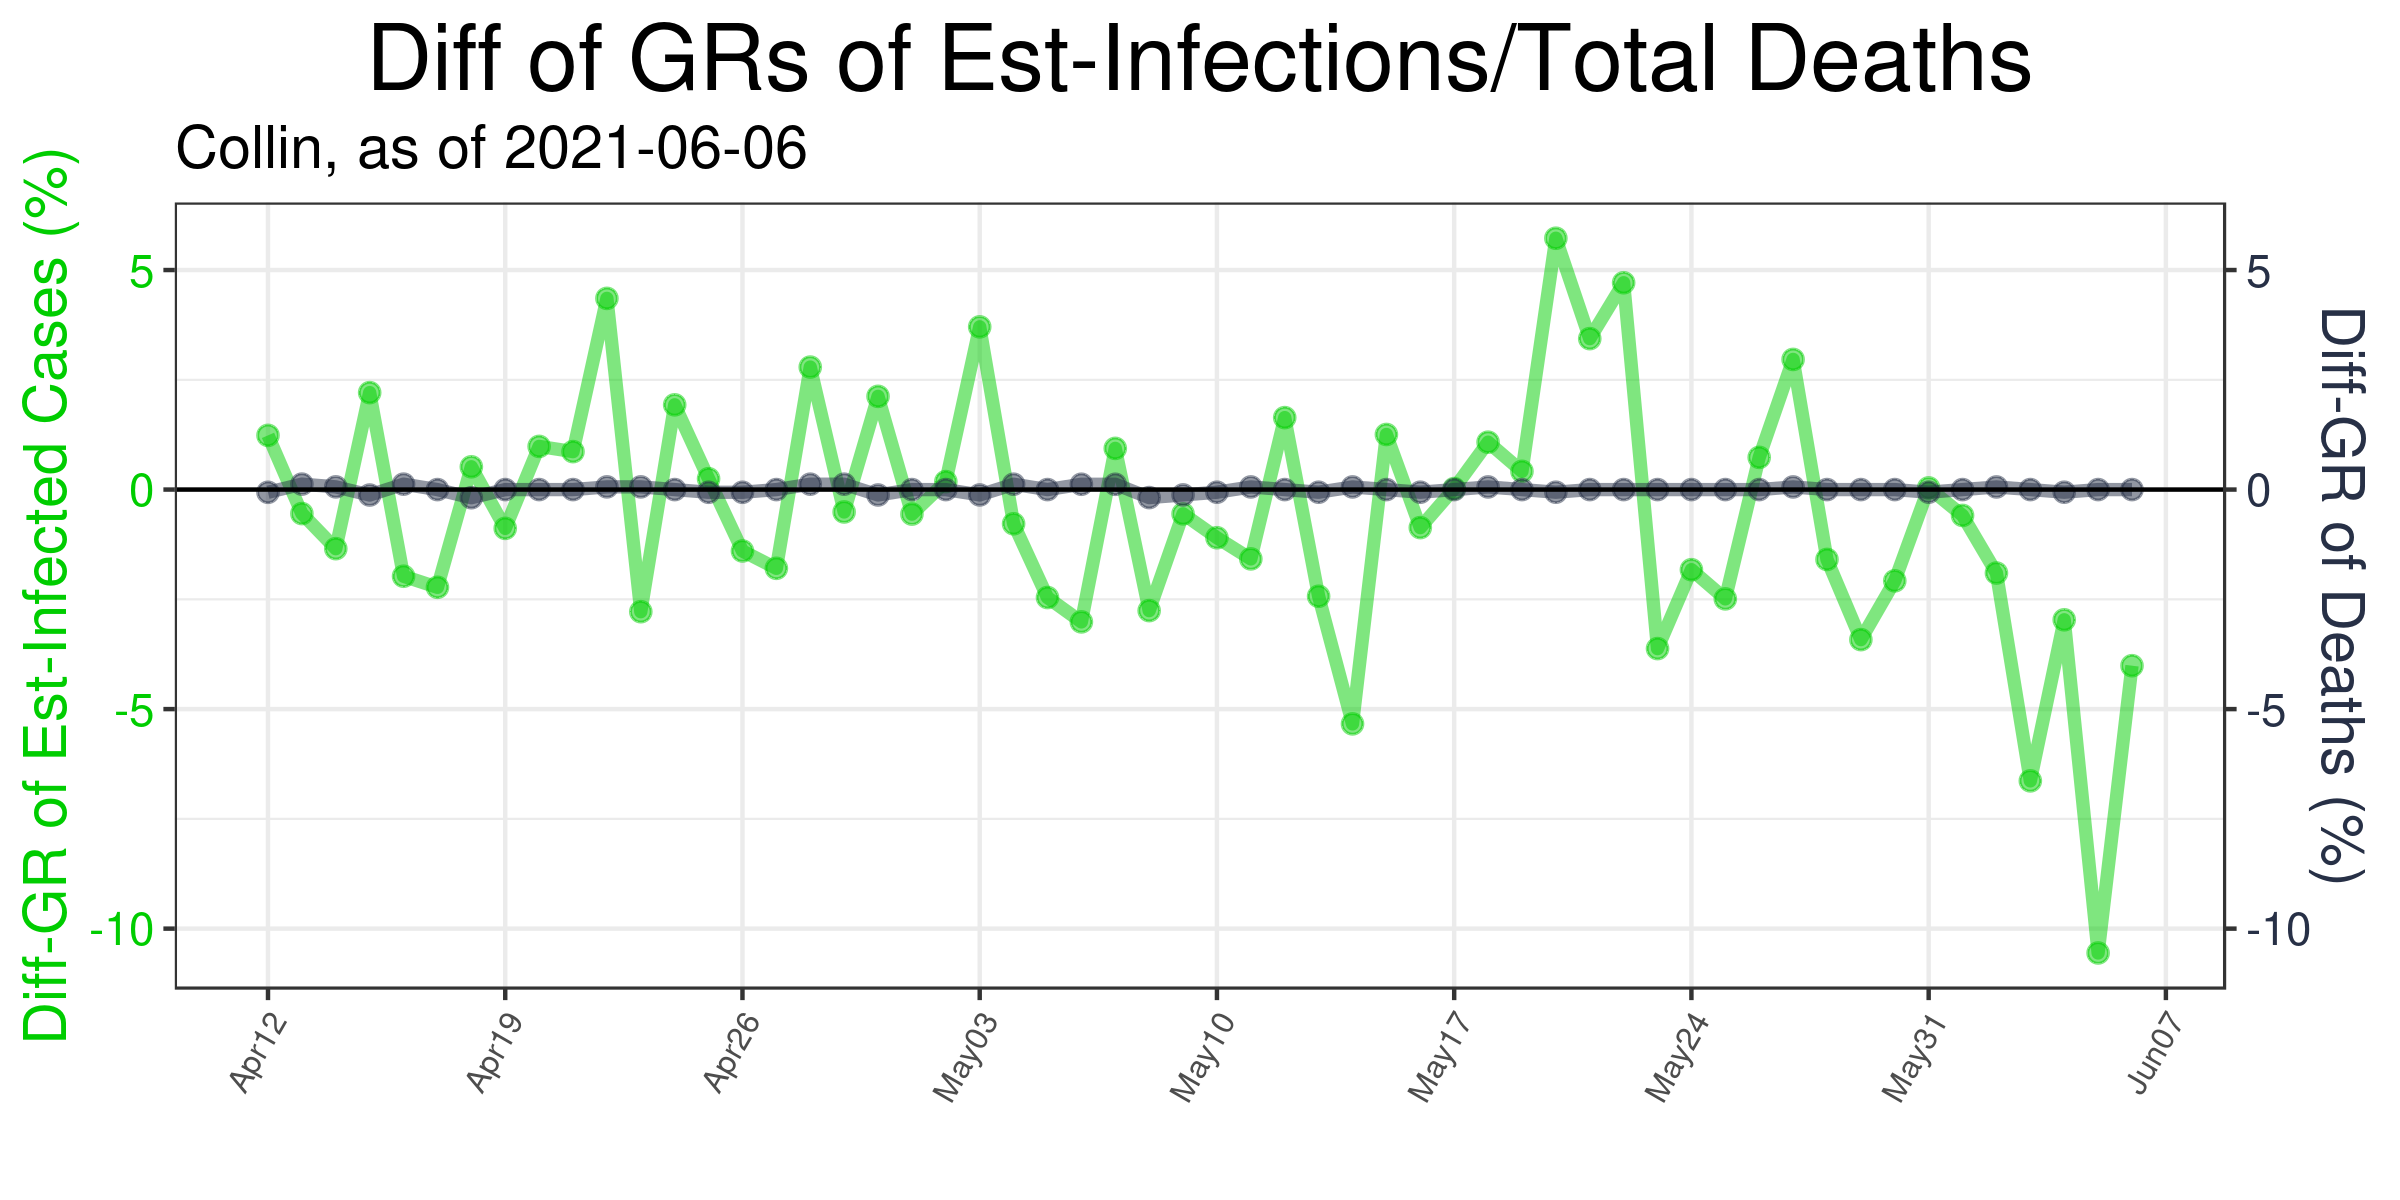 Diff of GRs of Est-Infections/Total Deaths
Collin, as of 2021-06-06
Diff-GR of Est-Infected Cases (%)
5
0
-5
-10
5
0
-5
-10
Diff-GR of Deaths (%)
Apr12
Apr19
Apr26
May03
May10
May17
May24
May31
Jun07